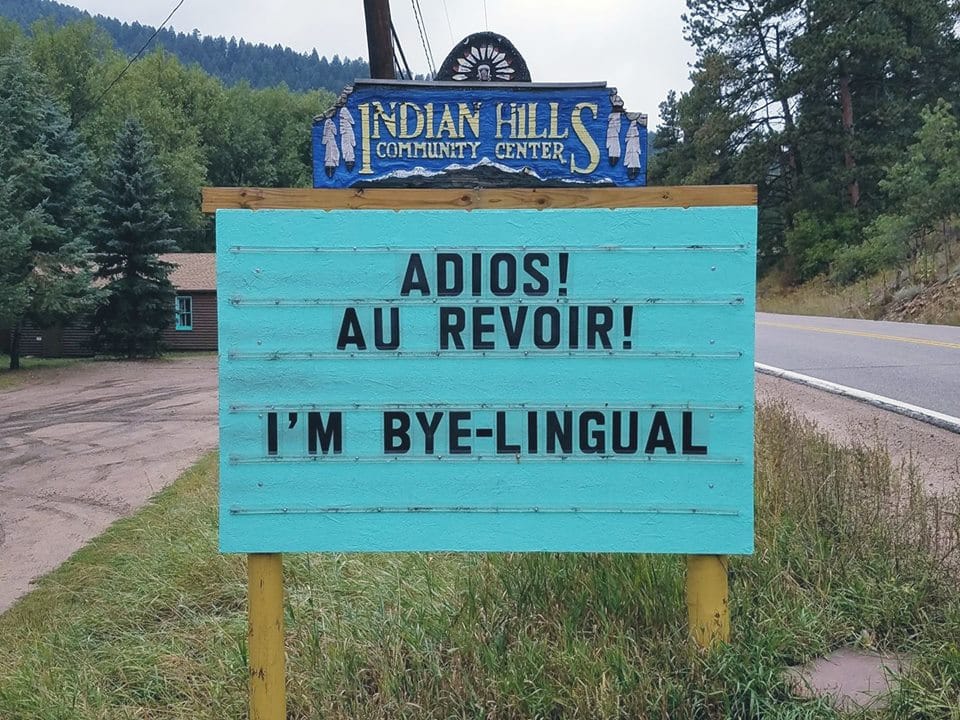 INDIAN HILLS
COMMUNITY CENTER
ADIOS!
AU REVOIR!
I'M BYE-LINGUAL